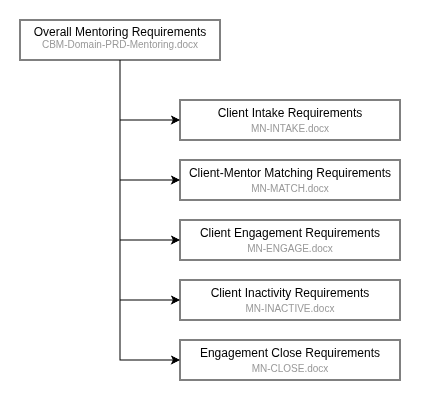 Overall Mentoring Requirements
CBM-Domain-PRD-Mentoring.docx
Client Intake Requirements
MN-INTAKE.docx
Client-Mentor Matching Requirements
MN-MATCH.docx
Client Engagement Requirements
MN-ENGAGE.docx
Client Inactivity Requirements
MN-INACTIVE.docx
Engagement Close Requirements
MN-CLOSE.docx